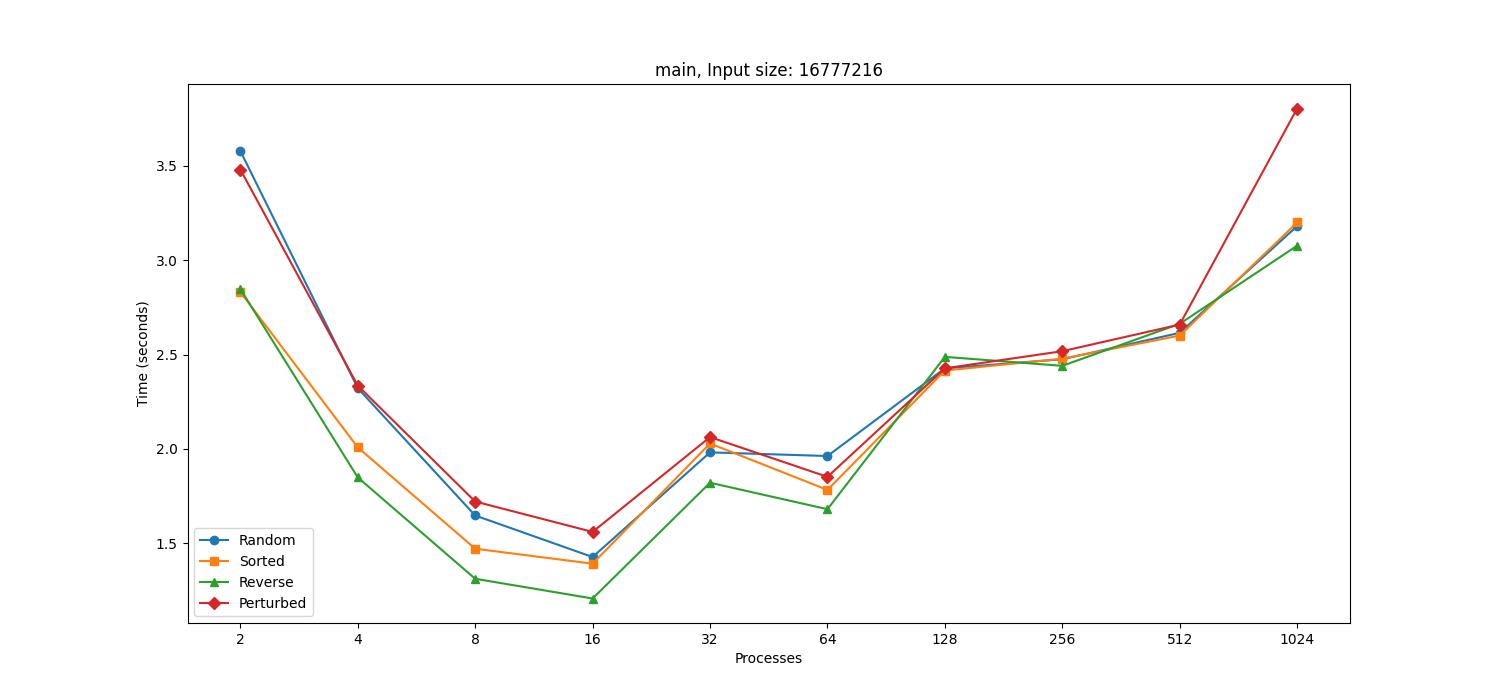 main, Input size: 16777216
Time (seconds)
3.5
3.0
2.5
2.0
1.5
Random
Sorted
Reverse
Perturbed
2 4 8 16 32 64 128 256 512 1024
Processes